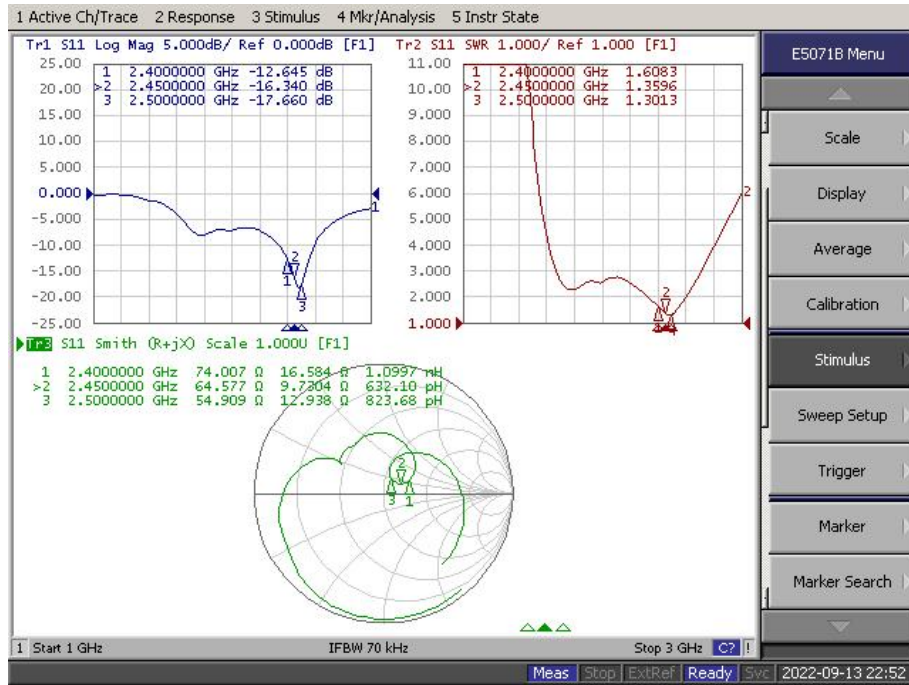 1 Active Ch/Trace 2 Response 3 Stimulus 4 Mkr/Analysis 5 Instr State
Tr1 S11 Log Mag 5.000dB/ Ref 0.000dB [F1]
25.00
20.00
15.00
10.00
5.000
0.000
-5.000
-10.00
-15.00
-20.00
-25.00
1 2.4000000 GHz -12.645 dB
>2 2.4500000 GHz -16.340 dB
3 2.5000000 GHz -17.660 dB
1
2
1
3
Tr2 S11 SWR 1.000/ Ref 1.000 [F1]
11.00
10.00
9.000
8.000
7.000
6.000
5.000
4.000
3.000
2.000
1.000
1 2.4000000 GHz 1.6083
>2 2.4500000 GHz 1.3596
3 2.5000000 GHz 1.3013
2
2
Tr3 S11 Smith (R+jX) Scale 1.000U [F1]
1 2.4000000 GHz 74.007 Ω 16.584 Ω 1.0997 nH
>2 2.4500000 GHz 64.577 Ω 9.7304 Ω 632.10 pH
3 2.5000000 GHz 54.909 Ω 12.938 Ω 823.68 pH
2
3 1
1 Start 1 GHz IFBW 70 kHz Stop 3 GHz C? !
Meas Stop ExtRef Ready Svc 2022-09-13 22:52
E5071B Menu
Scale
Display
Average
Calibration
Stimulus
Sweep Setup
Trigger
Marker
Marker Search